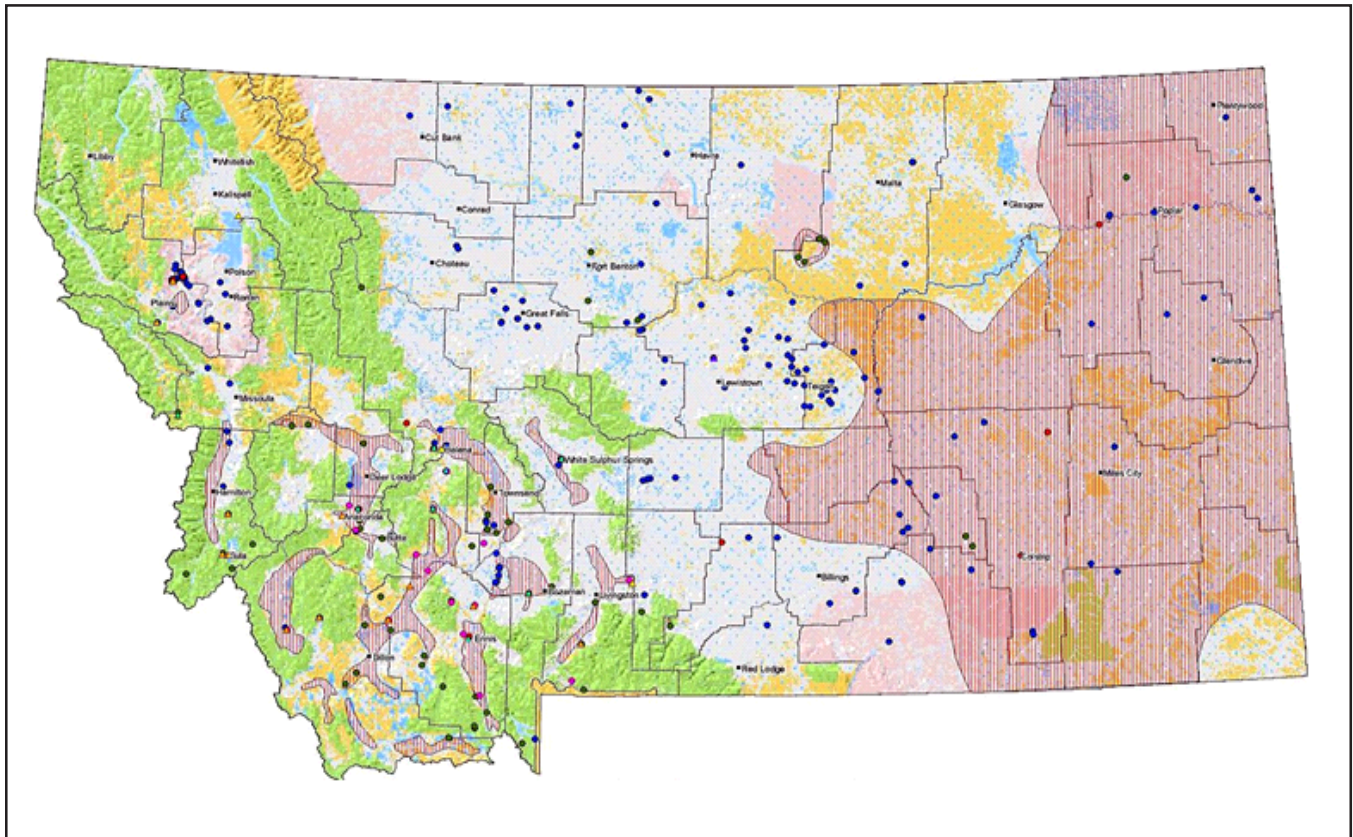 Plentywood
Cut Bank
Libby
Whitefish
Havre
Malta
Kalispell
Glasgow
Conrad
Poplar
Choteau
Fort Benton
Polson
Plains
Ronan
Great Falls
Glendive
Lewistown
Missoula
Helena
White Sulphur Springs
Miles City
Deer Lodge
Hamilton
Townsend
Anaconda
Butte
Sula
Billings
Bozeman
Livingston
Ennis
Dillon
Red Lodge